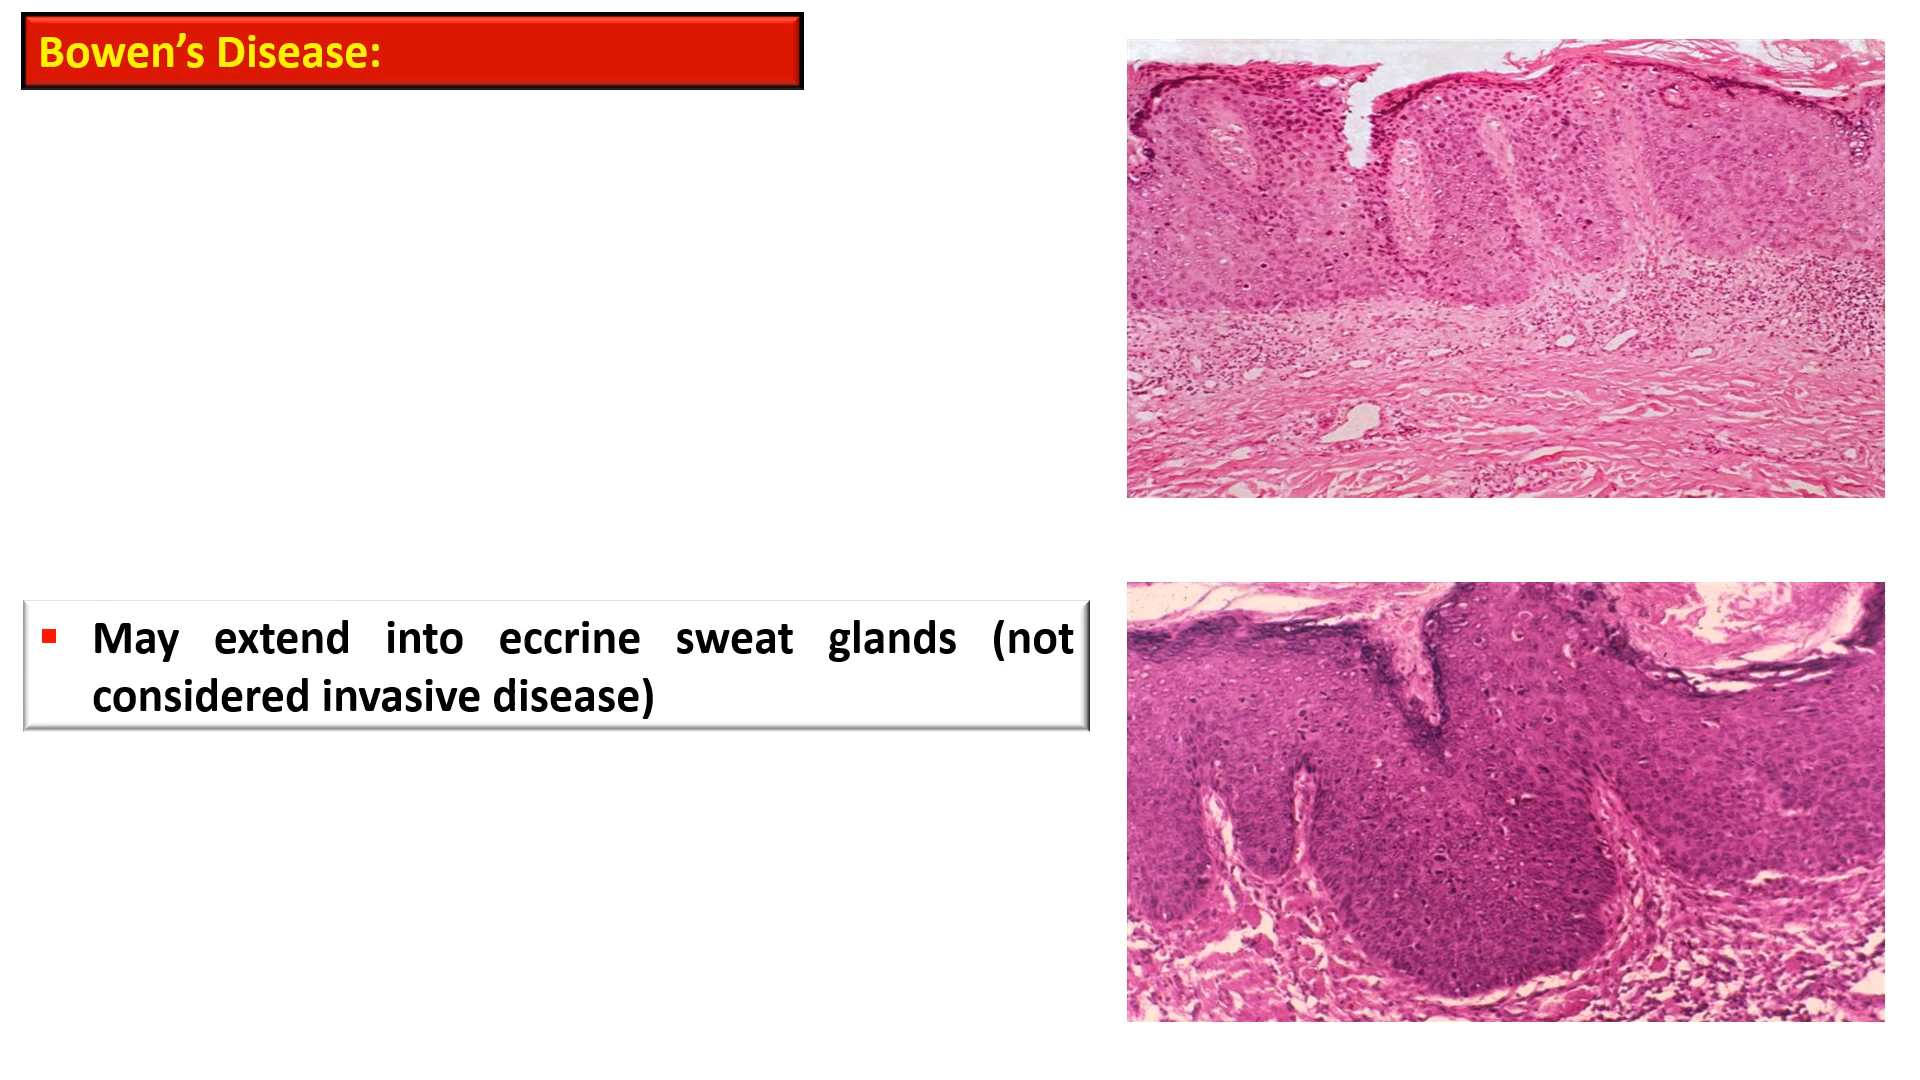 Bowen’s Disease:
▪ May extend into eccrine sweat glands (not
considered invasive disease)